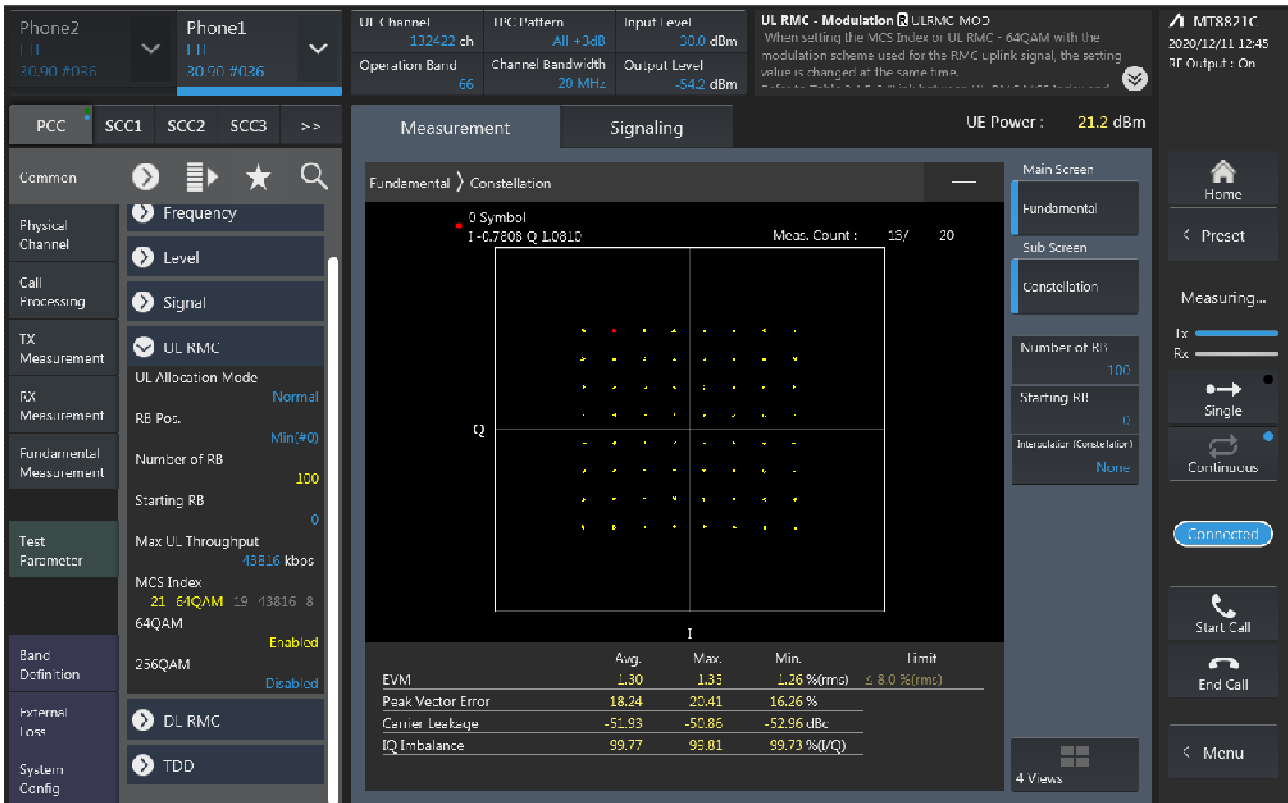 Phone2
LTE
30.90 #036
Phone1
LTE
30.90 #036
UL Channel
132422 ch
TPC Pattern
All +3dB
Input Level
30.0 dBm
Operation Band
66
Channel Bandwidth
20 MHz
Output Level
-54.2 dBm
UL RMC - Modulation R ULRMC_MOD
When setting the MCS Index or UL RMC - 64QAM with the
modulation scheme used for the RMC uplink signal, the setting
value is changed at the same time.
MT8821C
2020/12/11 12:45
RF Output : On
PCC
SCC1
SCC2
SCC3
>>
Measurement
Signaling
UE Power : 21.2 dBm
Common
Physical
Channel
Call
Processing
TX
Measurement
RX
Measurement
Fundamental
Measurement
Test
Parameter
Band
Definition
External
Loss
System
Config
Frequency
Level
Signal
UL RMC
UL Allocation Mode
Normal
RB Pos.
Min(#0)
Number of RB
100
Starting RB
0
Max UL Throughput
43816 kbps
MCS Index
21 64QAM 19 43816 8
64QAM
Enabled
256QAM
Disabled
DL RMC
TDD
Fundamental > Constellation
0 Symbol
I -0.7808 Q 1.0810
Meas. Count : 13/ 20
Q
I
Avg. Max. Min. Limit
EVM 1.30 1.35 1.26 %(rms) ≤ 8.0 %(rms)
Peak Vector Error 18.24 20.41 16.26 %
Carrier Leakage -51.93 -50.86 -52.96 dBc
IQ Imbalance 99.77 99.81 99.73 %(I/Q)
Main Screen
Fundamental
Sub Screen
Constellation
Number of RB
100
Starting RB
0
Interpolation (Constellation)
None
4 Views
Home
< Preset
Measuring...
Tx
Rx
Single
Continuous
Connected
Start Call
End Call
< Menu